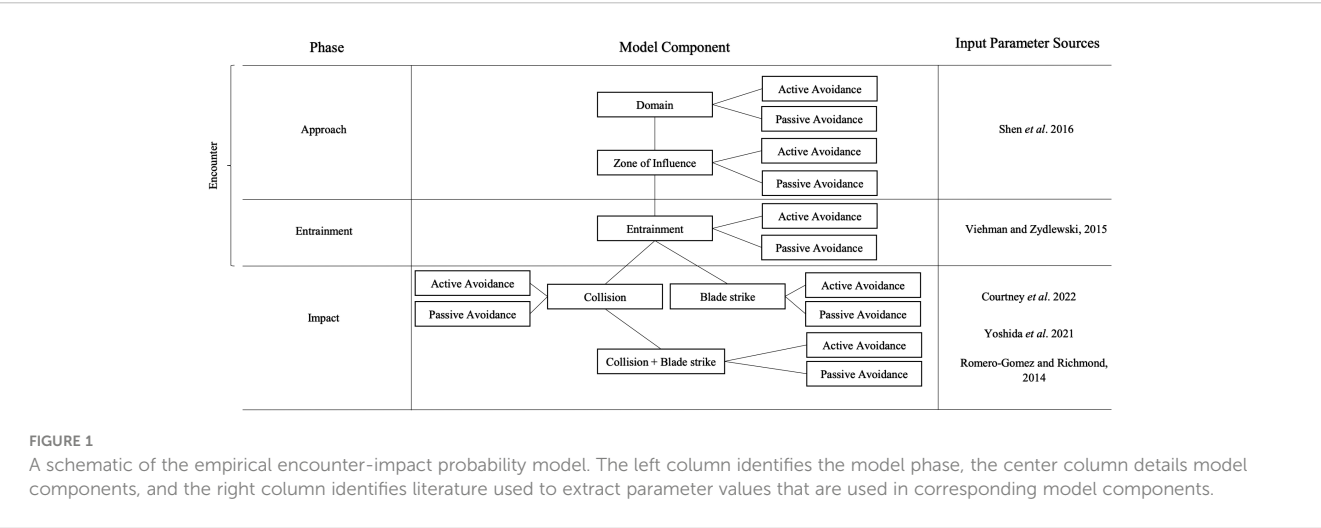 Phase
Model Component
Input Parameter Sources
Encounter
Approach
Domain
Active Avoidance
Passive Avoidance
Zone of Influence
Active Avoidance
Passive Avoidance
Shen et al. 2016
Entrainment
Entrainment
Active Avoidance
Passive Avoidance
Viehman and Zydlewski, 2015
Impact
Active Avoidance
Passive Avoidance
Collision
Blade strike
Active Avoidance
Passive Avoidance
Collision + Blade strike
Active Avoidance
Passive Avoidance
Courtney et al. 2022
Yoshida et al. 2021
Romero-Gomez and Richmond,
2014
FIGURE 1
A schematic of the empirical encounter-impact probability model. The left column identifies the model phase, the center column details model
components, and the right column identifies literature used to extract parameter values that are used in corresponding model components.